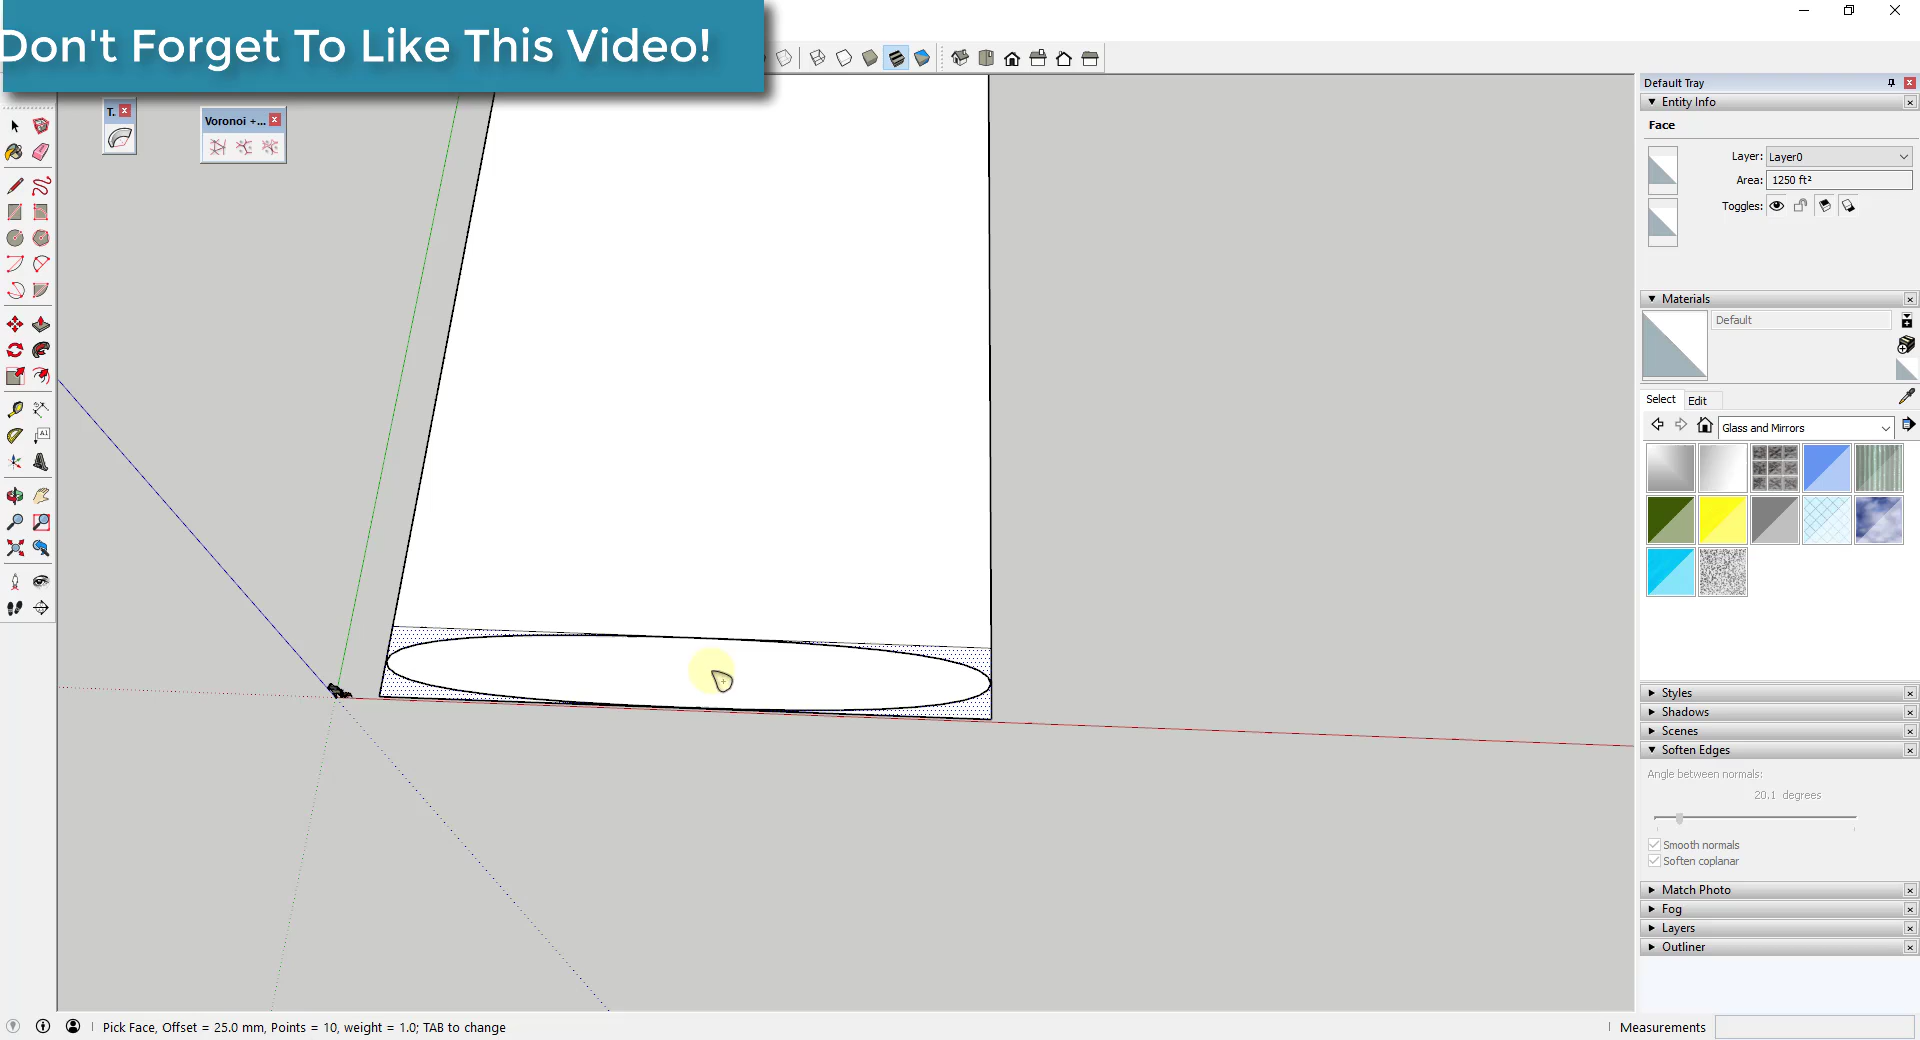 Don't Forget To Like This Video!
T.
Voronoi +...
A1
Default Tray
Entity Info
Face
Layer:
Layer0
Area:
1250 ft²
Toggles:
Materials
Default
Select
Edit
Glass and Mirrors
Styles
Shadows
Scenes
Soften Edges
Angle between normals:
20.1 degrees
Smooth normals
Soften coplanar
Match Photo
Fog
Layers
Outliner
Pick Face, Offset = 25.0 mm, Points = 10, weight = 1.0; TAB to change
Measurements